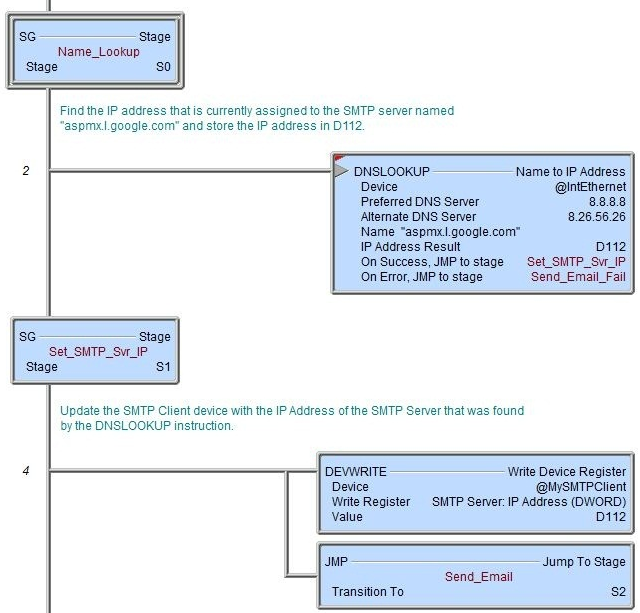 SG Stage
Name_Lookup
Stage S0
Find the IP address that is currently assigned to the SMTP server named
"aspmx.l.google.com" and store the IP address in D112.
2
DNSLOOKUP Name to IP Address
Device @IntEthernet
Preferred DNS Server 8.8.8.8
Alternate DNS Server 8.26.56.26
Name "aspmx.l.google.com"
IP Address Result D112
On Success, JMP to stage Set_SMTP_Svr_IP
On Error, JMP to stage Send_Email_Fail
SG Stage
Set_SMTP_Svr_IP
Stage S1
Update the SMTP Client device with the IP Address of the SMTP Server that was found
by the DNSLOOKUP instruction.
4
DEVWRITE Write Device Register
Device @MySMTPClient
Write Register SMTP Server: IP Address (DWORD)
Value D112
JMP Jump To Stage
Send_Email
Transition To S2